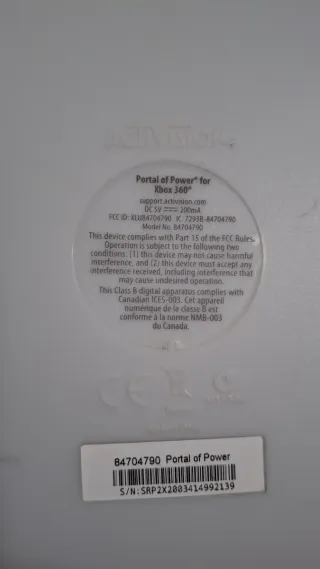 Portal of Power® for
Xbox 360®
support.activision.com
DC 5V ⎓ 200mA
FCC ID: XLU84704790 IC: 7293B-84704790
Model No. 84704790
This device complies with Part 15 of the FCC Rules.
Operation is subject to the following two
conditions: (1) this device may not cause harmful
interference, and (2) this device must accept any
interference received, including interference that
may cause undesired operation.
This Class B digital apparatus complies with
Canadian ICES-003. Cet appareil
numérique de la classe B est
conforme à la norme NMB-003
du Canada.
CE
84704790 Portal of Power
S/N:SRP2X2003414992139